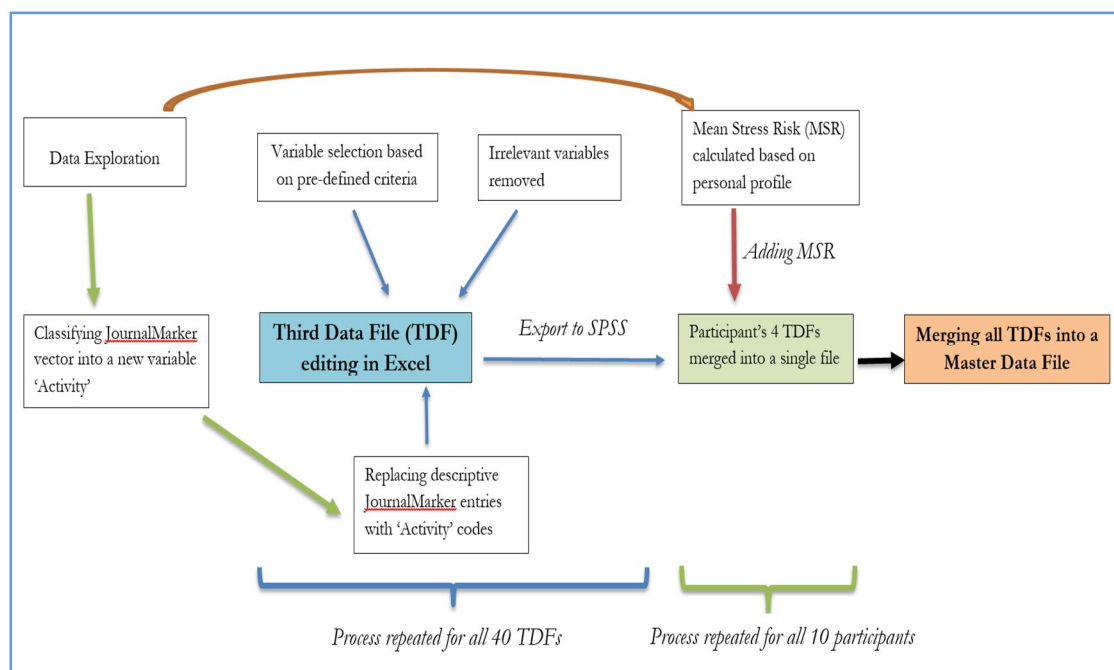 Data Exploration
Variable selection based
on pre-defined criteria
Irrelevant variables
removed
Mean Stress Risk (MSR)
calculated based on
personal profile
Adding MSR
Classifying JournalMarker
vector into a new variable
‘Activity’
Third Data File (TDF)
editing in Excel
Export to SPSS
Participant’s 4 TDFs
merged into a single file
Merging all TDFs into a
Master Data File
Replacing descriptive
JournalMarker entries
with ‘Activity’ codes
Process repeated for all 40 TDFs
Process repeated for all 10 participants